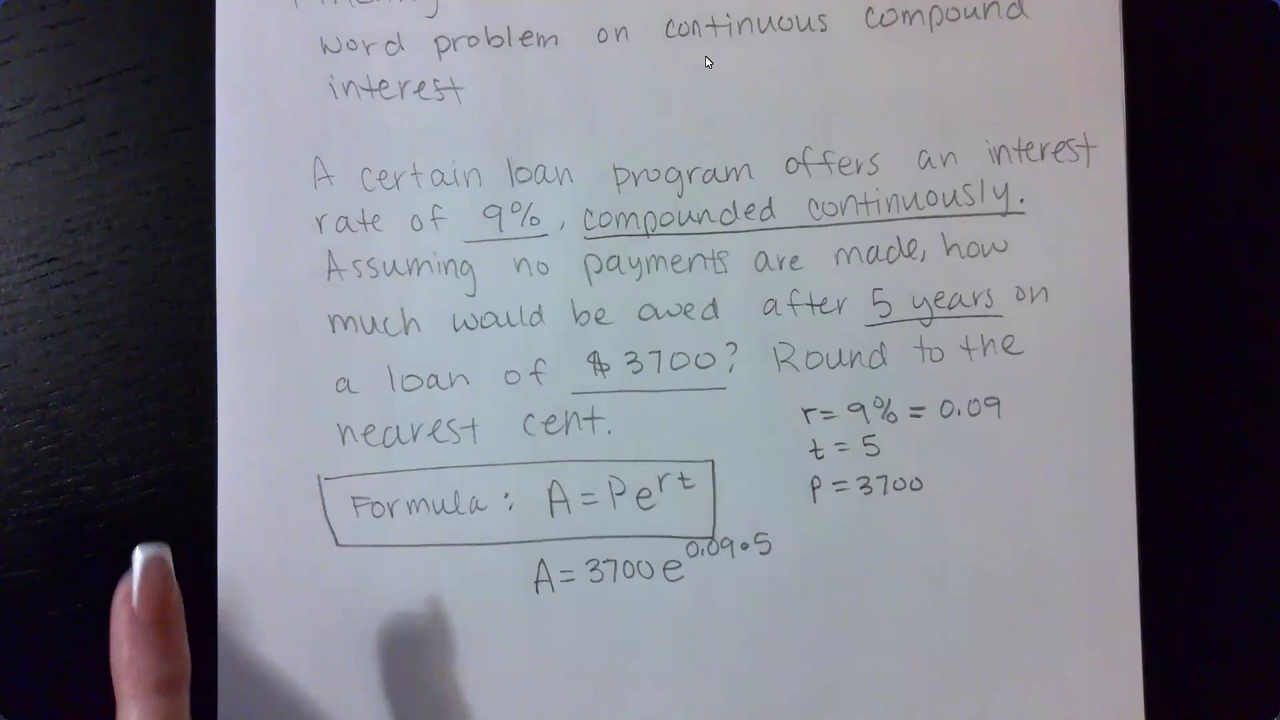 word problem on continuous compound
interest
A certain loan program offers an interest
rate of 9%, compounded continuously.
Assuming no payments are made, how
much would be owed after 5 years on
a loan of $3700? Round to the
nearest cent.
r=9% = 0.09
t = 5
P = 3700
Formula: A = Pe^rt
A = 3700e^0.09•5